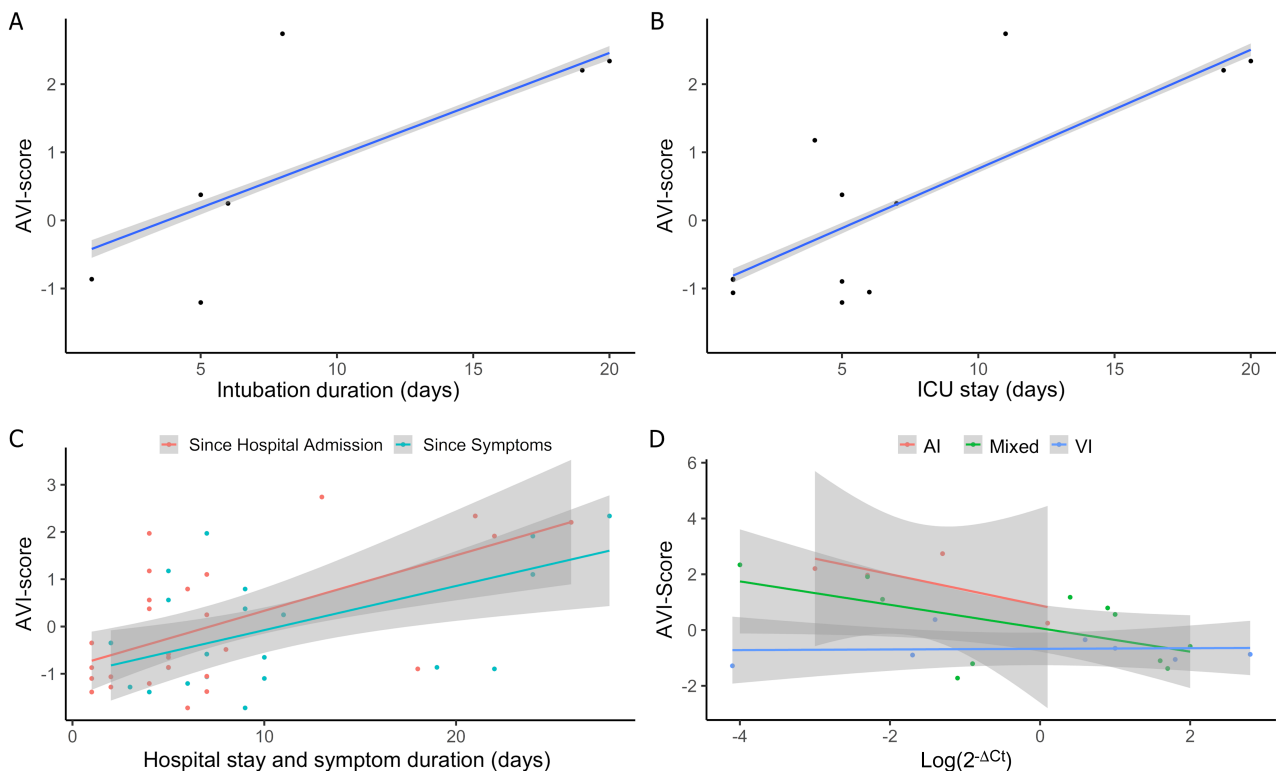 A
AVI-score
2
1
0
-1
5
10
15
20
Intubation duration (days)
B
AVI-score
2
1
0
-1
5
10
15
20
ICU stay (days)
C
Since Hospital Admission
Since Symptoms
AVI-score
3
2
1
0
-1
0
10
20
Hospital stay and symptom duration (days)
D
AI
Mixed
VI
AVI-Score
6
4
2
0
-2
-4
-2
0
2
Log(2-ΔCt)